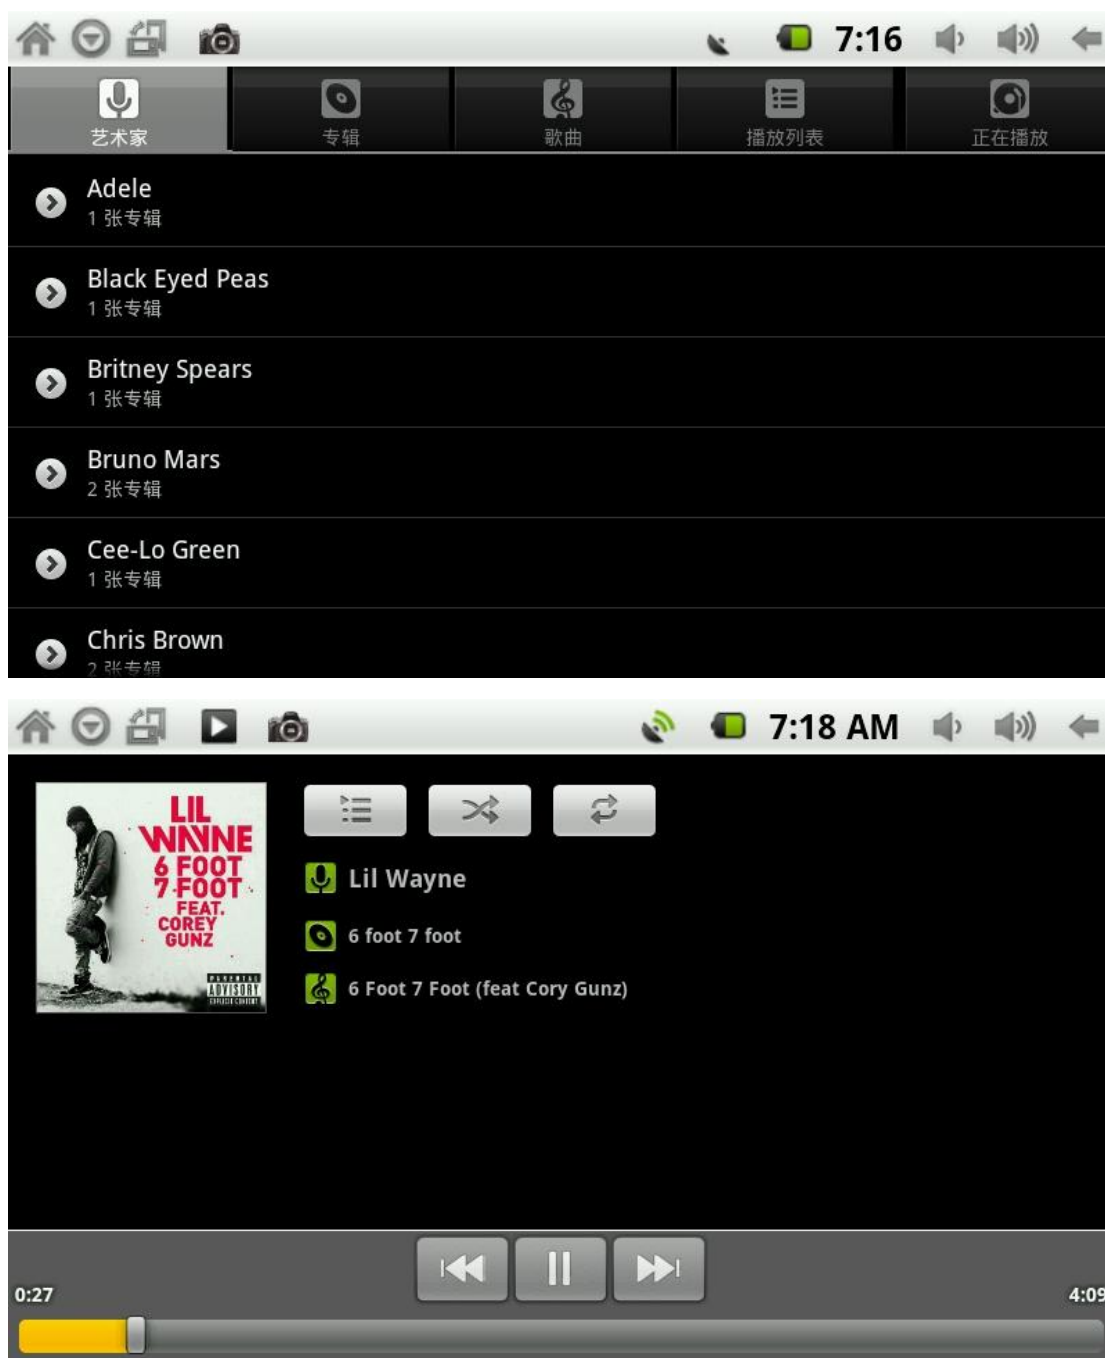 7:16
艺术家
专辑
歌曲
播放列表
正在播放
Adele
1 张专辑
Black Eyed Peas
1 张专辑
Britney Spears
1 张专辑
Bruno Mars
2 张专辑
Cee-Lo Green
1 张专辑
Chris Brown
2 张专辑
7:18 AM
LIL
WAYNE
6 FOOT
7 FOOT
FEAT.
COREY
GUNZ
PARENTAL
ADVISORY
EXPLICIT CONTENT
Lil Wayne
6 foot 7 foot
6 Foot 7 Foot (feat Cory Gunz)
0:27
4:09